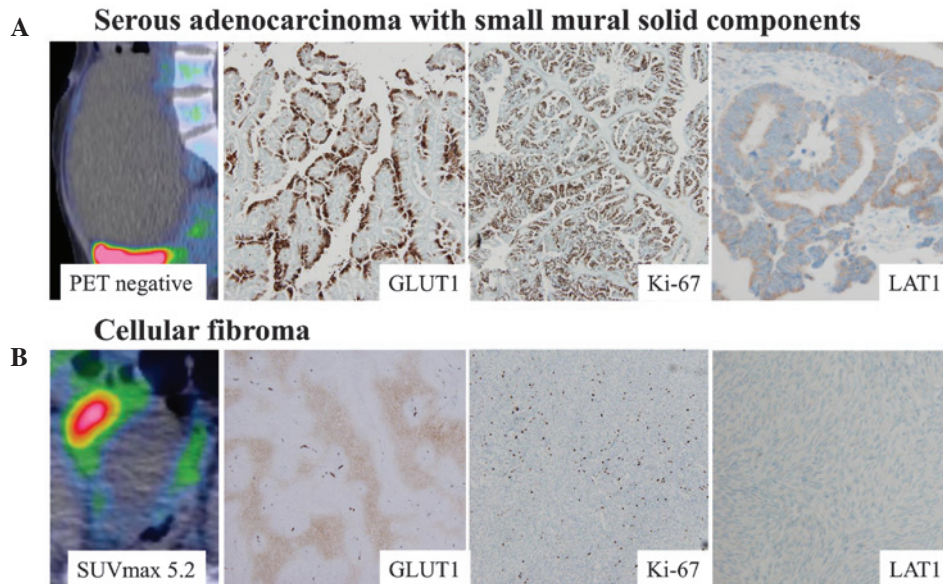 A
Serous adenocarcinoma with small mural solid components
PET negative
GLUT1
Ki-67
LAT1
B
Cellular fibroma
SUVmax 5.2
GLUT1
Ki-67
LAT1